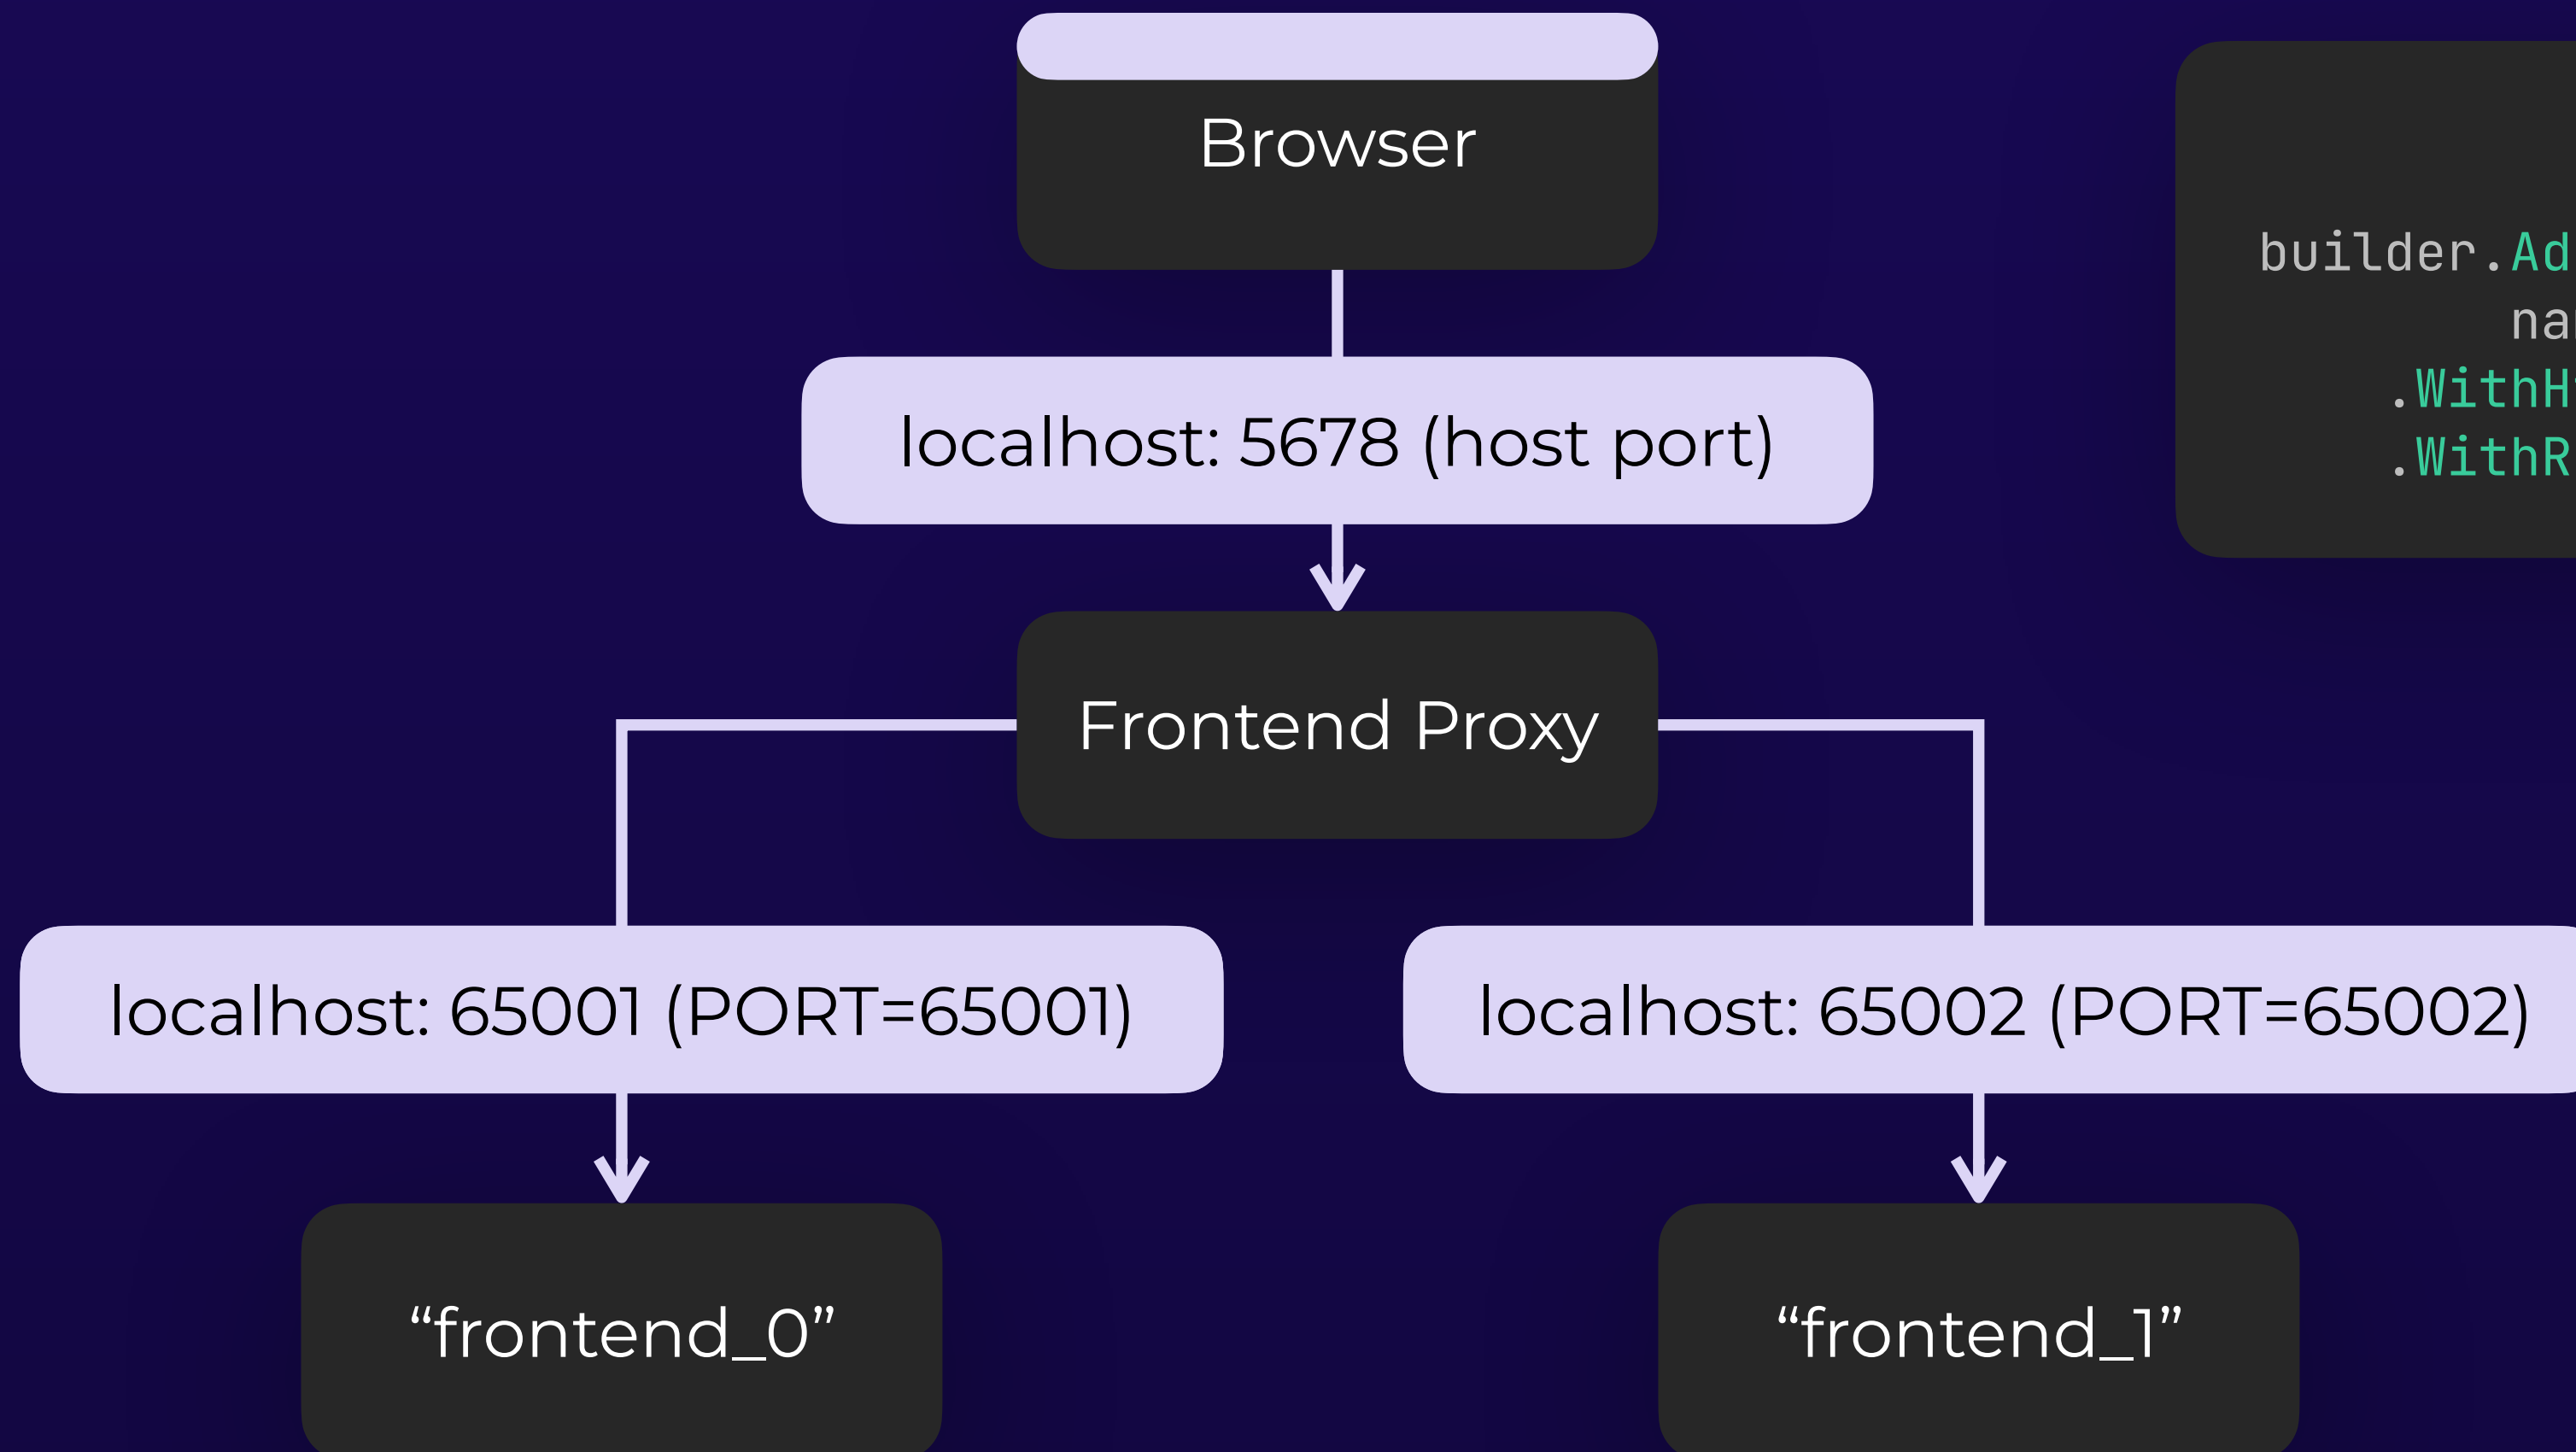 Browser
localhost: 5678 (host port)
Frontend Proxy
localhost: 65001 (PORT=65001)
localhost: 65002 (PORT=65002)
“frontend_0”
“frontend_1”
builder.Ad
na
.WithH
.WithR